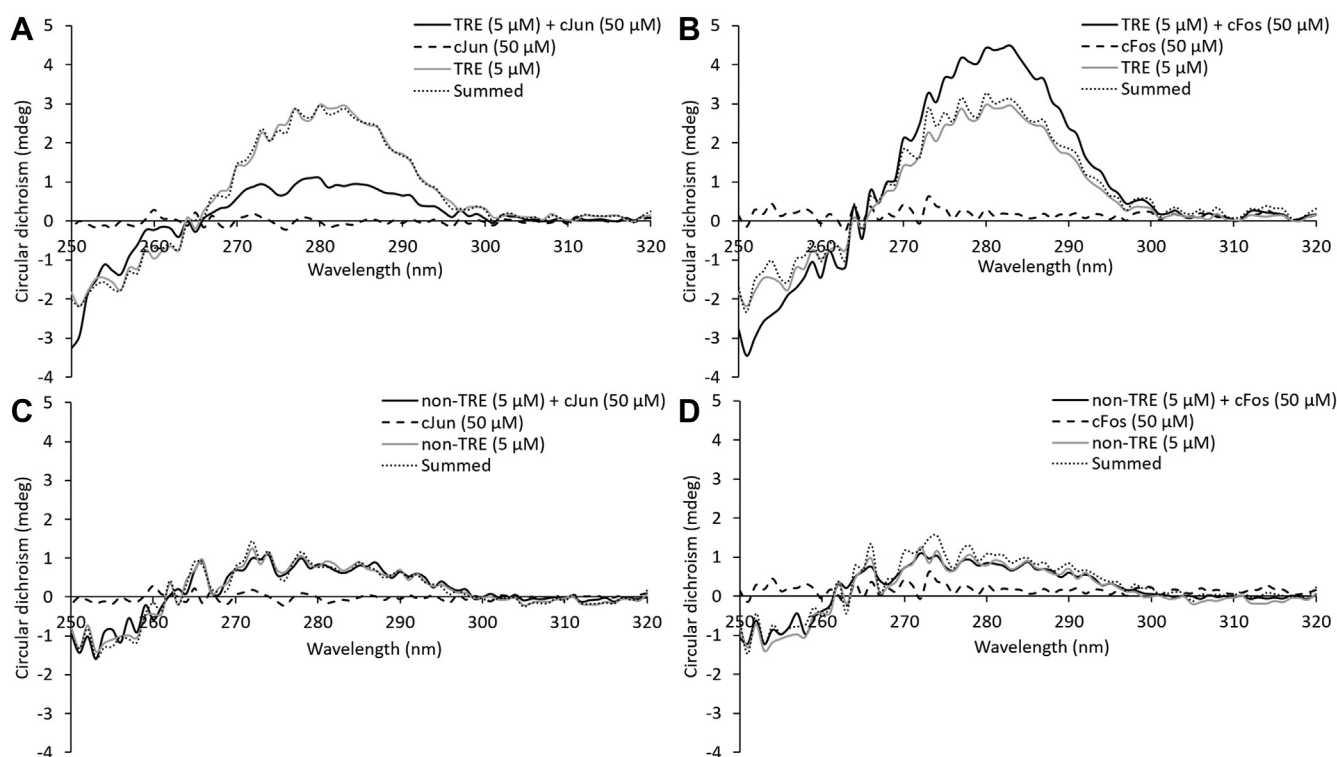 A
TRE (5 µM) + cJun (50 µM)
cJun (50 µM)
TRE (5 µM)
Summed
Circular dichroism (mdeg)
5
4
3
2
1
0
-1
-2
-3
-4
250
260
270
280
290
300
310
320
Wavelength (nm)
B
TRE (5 µM) + cFos (50 µM)
cFos (50 µM)
TRE (5 µM)
Summed
Circular dichroism (mdeg)
5
4
3
2
1
0
-1
-2
-3
-4
250
260
270
280
290
300
310
320
Wavelength (nm)
C
non-TRE (5 µM) + cJun (50 µM)
cJun (50 µM)
non-TRE (5 µM)
Summed
Circular dichroism (mdeg)
5
4
3
2
1
0
-1
-2
-3
-4
250
260
270
280
290
300
310
320
Wavelength (nm)
D
non-TRE (5 µM) + cFos (50 µM)
cFos (50 µM)
non-TRE (5 µM)
Summed
Circular dichroism (mdeg)
5
4
3
2
1
0
-1
-2
-3
-4
250
260
270
280
290
300
310
320
Wavelength (nm)